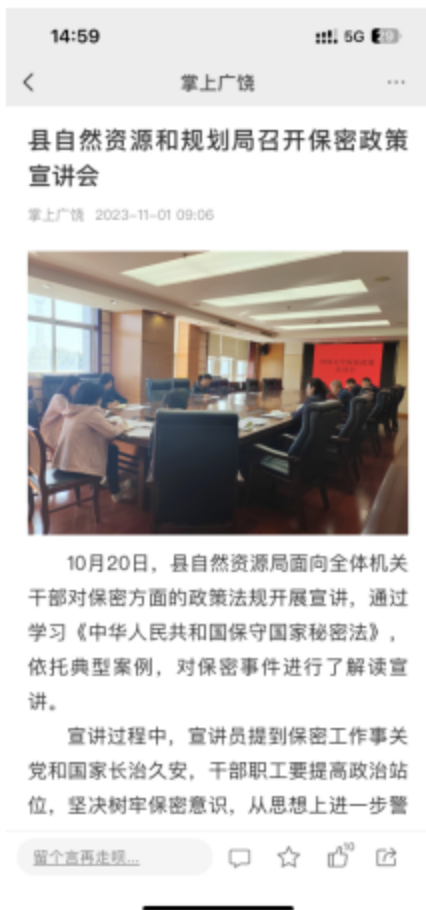 14:59
5G 29
掌上广饶
县自然资源和规划局召开保密政策
宣讲会
掌上广饶 2023-11-01 09:06
10月20日，县自然资源局面向全体机关
干部对保密方面的政策法规开展宣讲，通过
学习《中华人民共和国保守国家秘密法》，
依托典型案例，对保密事件进行了解读宣
讲。
宣讲过程中，宣讲员提到保密工作事关
党和国家长治久安，干部职工要提高政治站
位，坚决树牢保密意识，从思想上进一步警
留个言再走呗...
10